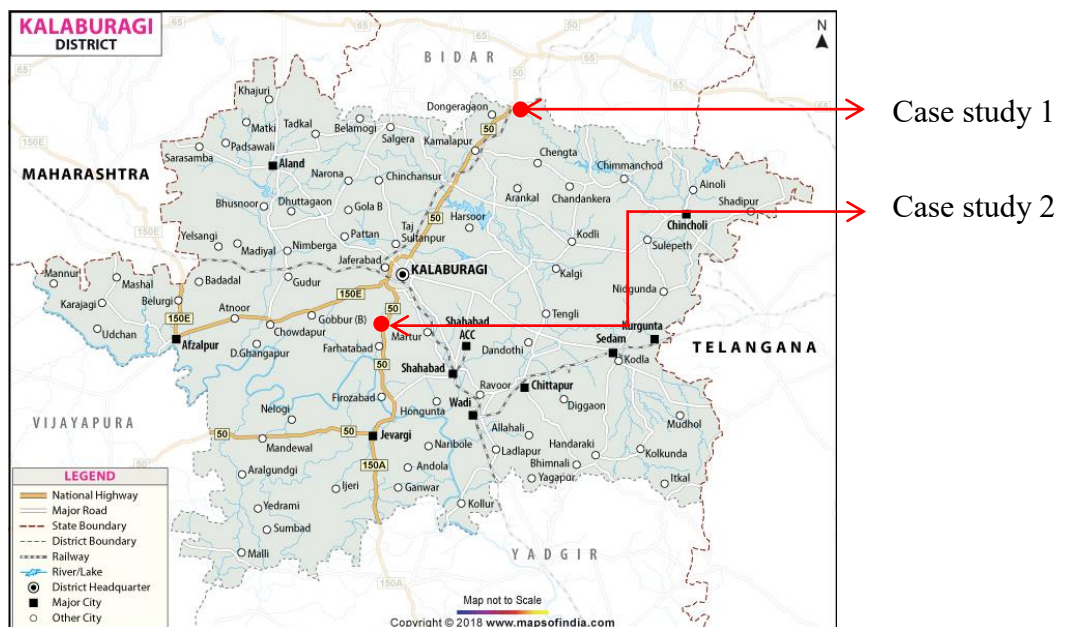 KALABURAGI
DISTRICT
N
BIDAR
65
65
65
50
Khajuri
Dongeragaon
Case study 1
Matki
Tadkal
Belamogi
Salgera
50
Kamalapur
150E
Padsawali
Sarasamba
Aland
Chengta
Chimmanchod
MAHARASHTRA
Narona
Chinchansur
Ainoli
Arankal
Chandankera
Shadipur
Bhusnoor
Dhuttagaon
Gola B
Harsoor
50
Chincholi
Case study 2
150E
Yelsangi
Madiyal
Nimberga
Pattan
Taj
Sultanpur
Kodli
Sulepeth
Jaferabad
KALABURAGI
Kalgi
Mannur
Mashal
Badadal
Gudur
Nidgunda
Karajagi
Belurgi
150E
50
Atnoor
Gobbur (B)
Tengli
150E
Udchan
Chowdapur
Martur
Shahabad
ACC
Kurgunta
Afzalpur
D.Ghangapur
Farhatabad
Dandothi
Sedam
TELANGANA
50
Shahabad
Kodla
Ravoor
Chittapur
Firozabad
Hongunta
Wadi
Diggaon
VIJAYAPURA
Nelogi
Mudhol
50
50
Jevargi
Allahali
Mandewal
Naribole
Handaraki
Ladlapur
Kolkunda
LEGEND
150A
Andola
Bhimnali
Aralgundgi
Ijeri
Ganwar
Yagapur
Itkal
National Highway
Major Road
Yedrami
Kollur
State Boundary
Sumbad
District Boundary
Malli
YADGIR
Railway
River/Lake
150A
District Headquarter
Major City
Map not to Scale
Other City
Copyright © 2018 www.mapsofindia.com